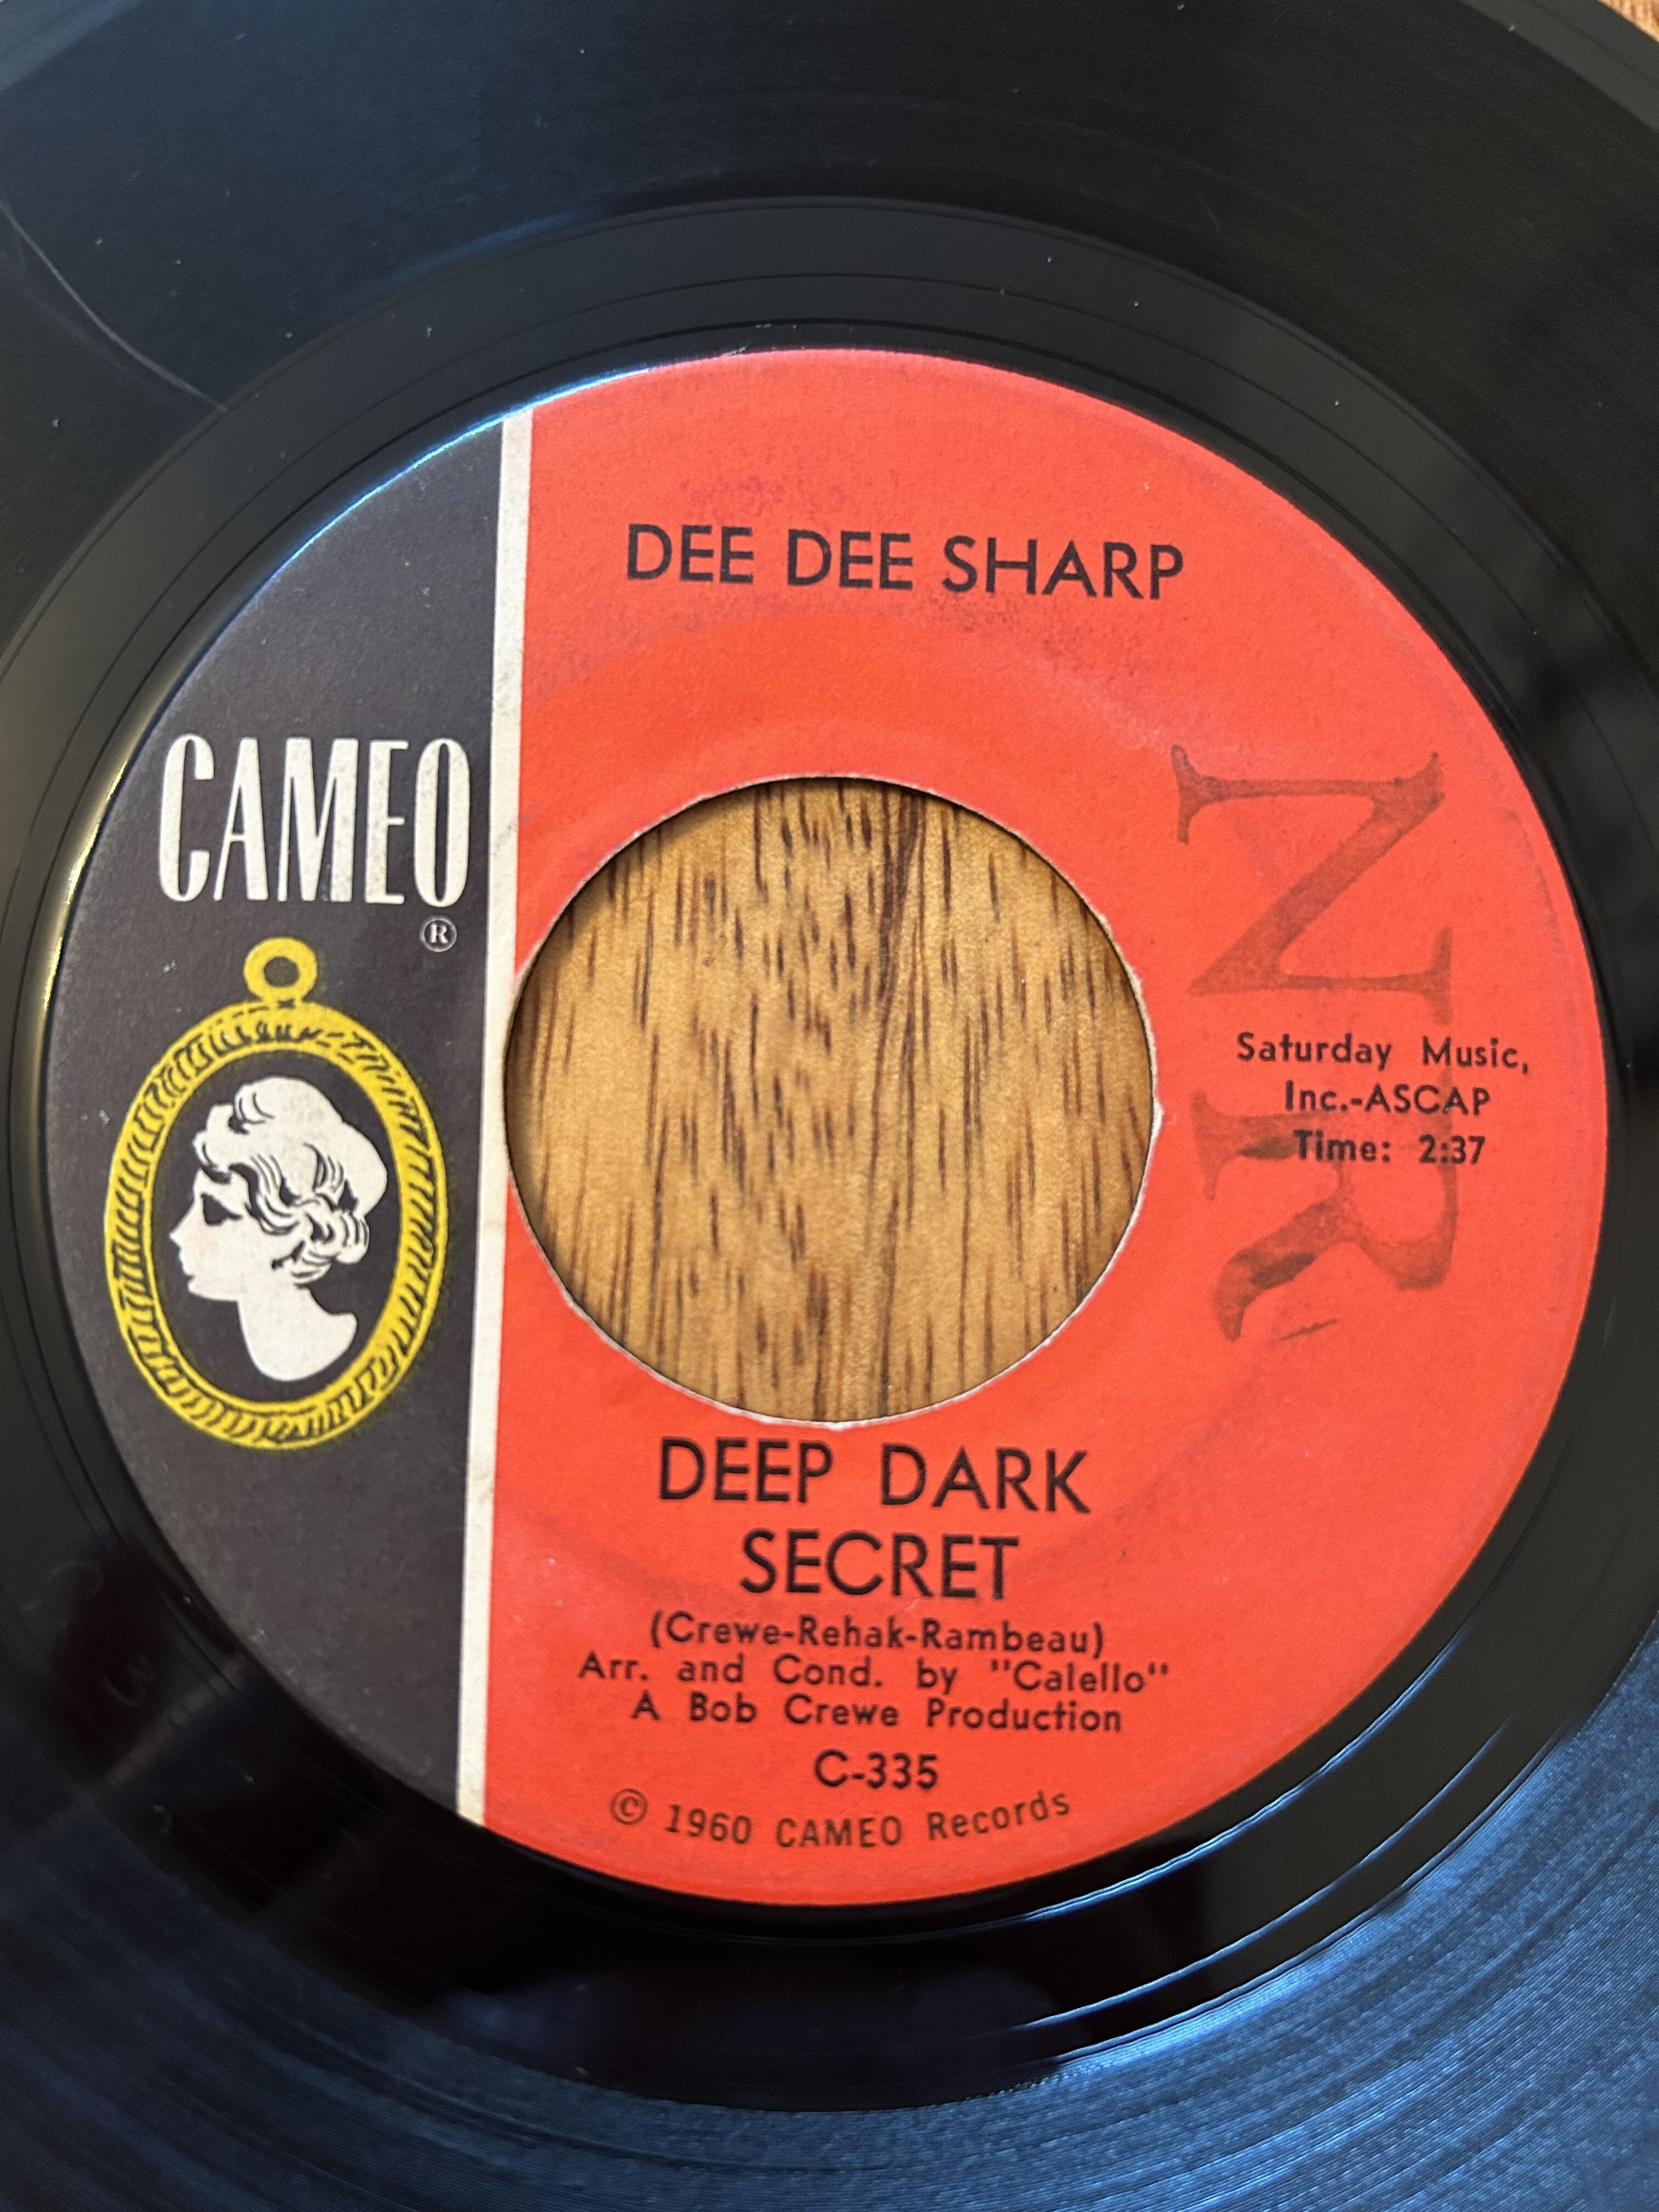 DEE DEE SHARP
CAMEO
®
NR
Saturday Music,
Inc.-ASCAP
Time: 2:37
DEEP DARK
SECRET
(Crewe-Rehak-Rambeau)
Arr. and Cond. by "Calello"
A Bob Crewe Production
C-335
© 1960 CAMEO Records